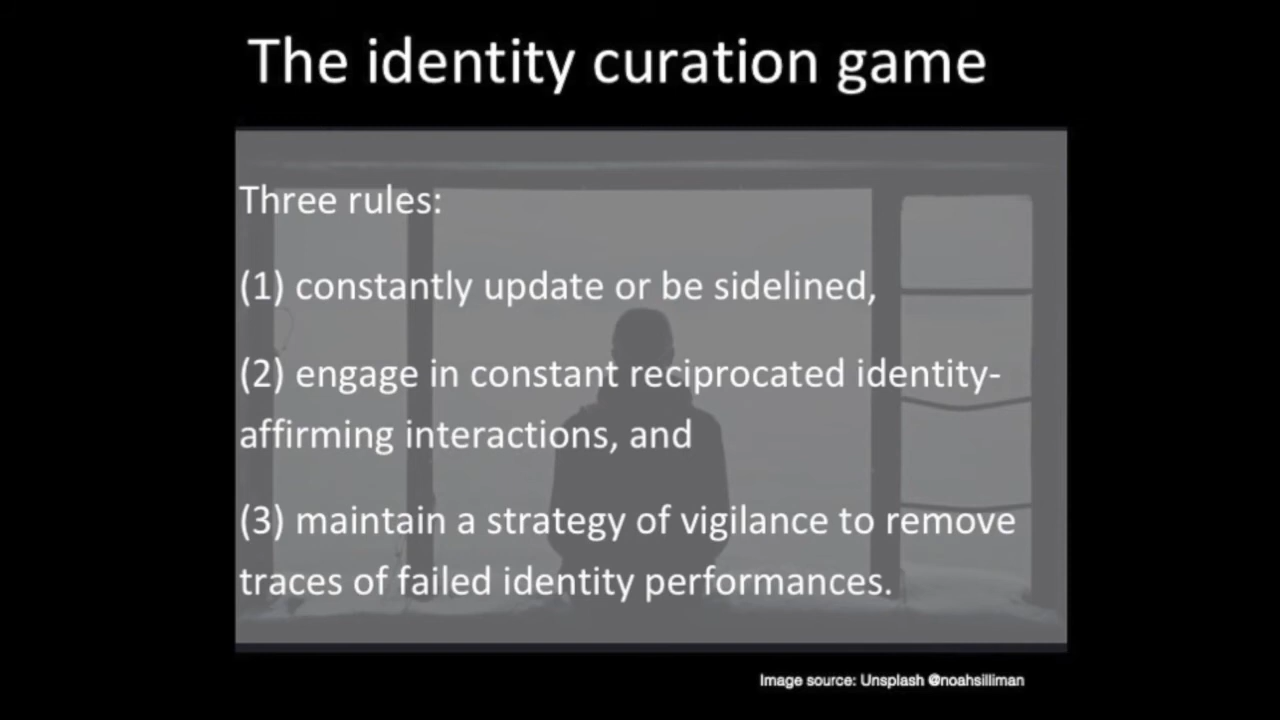 The identity curation game
Three rules:
(1) constantly update or be sidelined,
(2) engage in constant reciprocated identity-
affirming interactions, and
(3) maintain a strategy of vigilance to remove
traces of failed identity performances.
Image source: Unsplash @noahsilliman